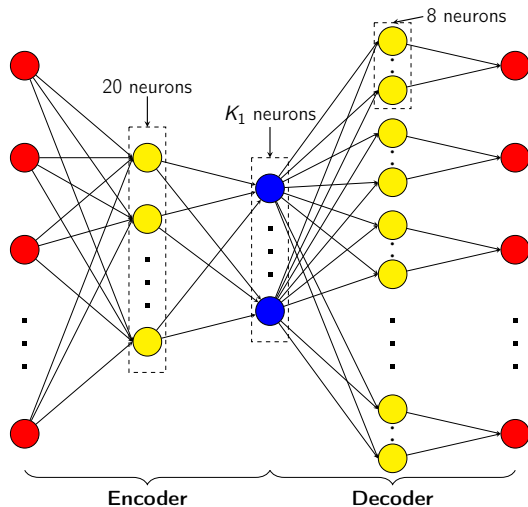 8 neurons
20 neurons
K₁ neurons
Encoder
Decoder